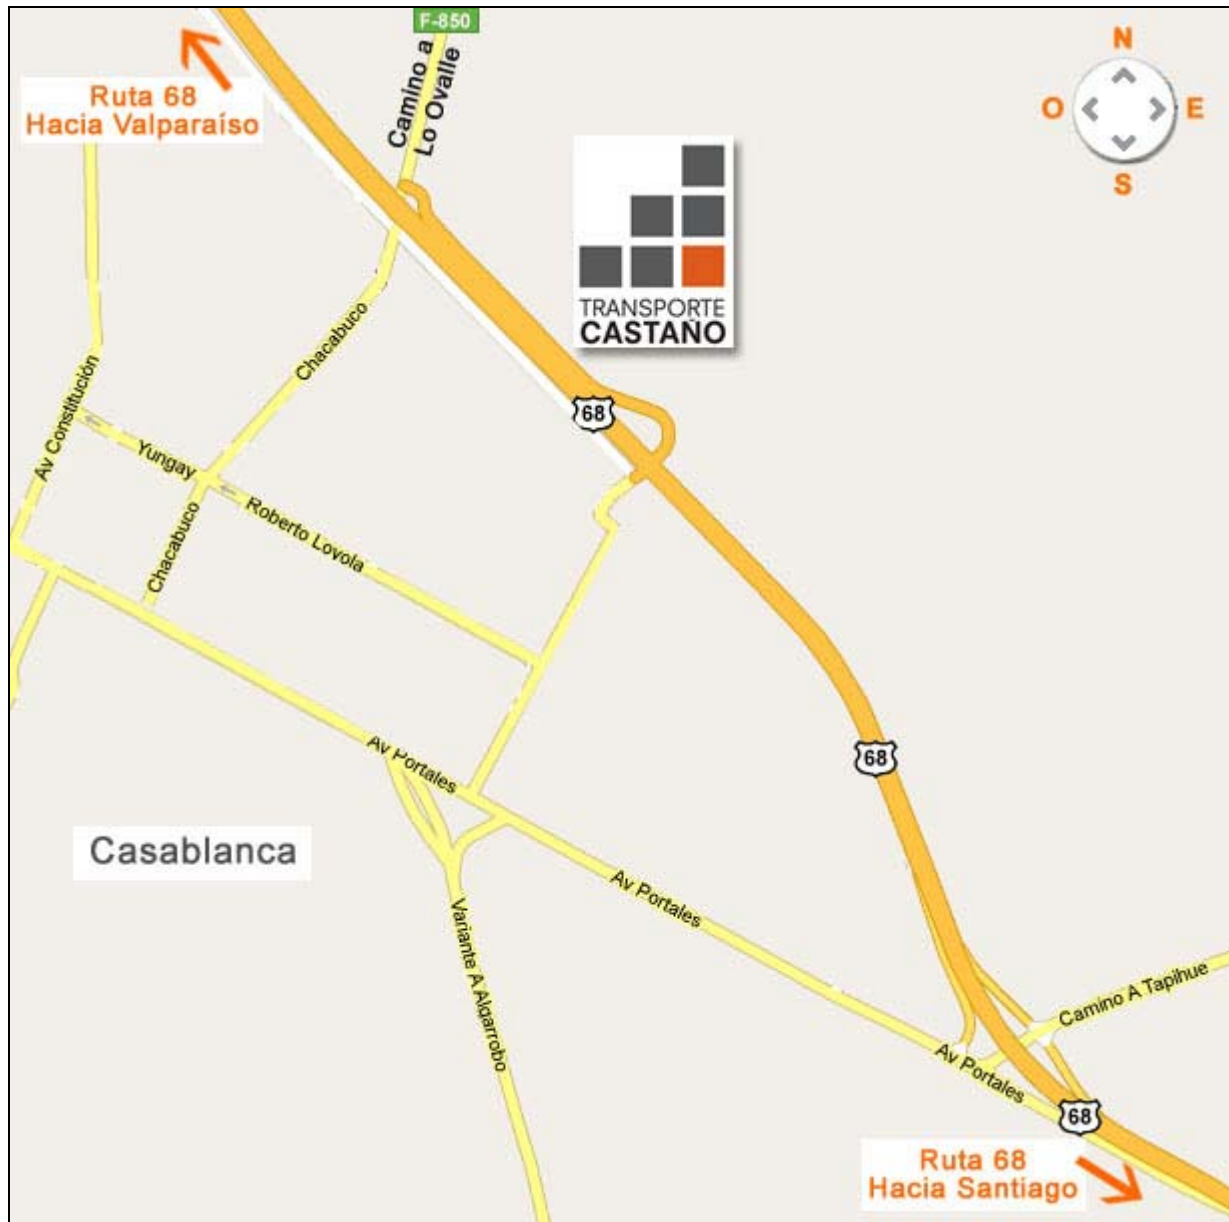 F-850
Camino a
Lo Ovalle
N
O
E
S
Ruta 68
Hacia Valparaíso
TRANSPORTE
CASTAÑO
Chacabuco
68
Av Constitución
Yungay
Roberto Lovola
Chacabuco
Av Portales
68
Casablanca
Av Portales
Variante A Algarrobo
Camino A Tapihue
Av Portales
68
Ruta 68
Hacia Santiago